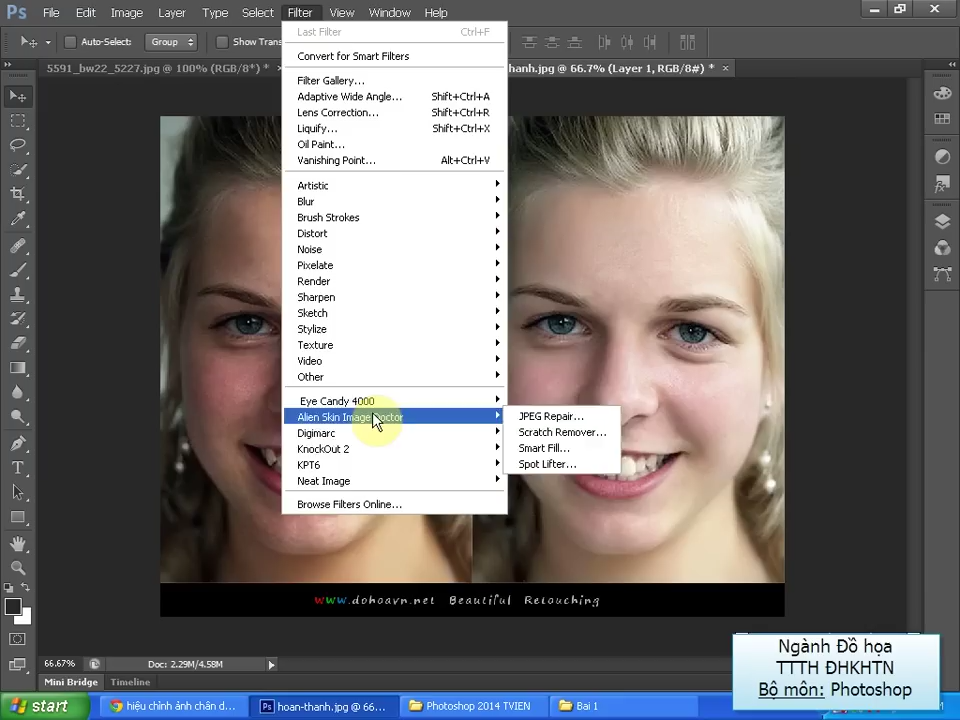 Ps File Edit Image Layer Type Select Filter View Window Help
Auto-Select: Group Show Trans
5591_bw22_5227.jpg @ 100% (RGB/8*) *
hanh.jpg @ 66.7% (Layer 1, RGB/8#) *
Last Filter Ctrl+F
Convert for Smart Filters
Filter Gallery...
Adaptive Wide Angle... Shift+Ctrl+A
Lens Correction... Shift+Ctrl+R
Liquify... Shift+Ctrl+X
Oil Paint...
Vanishing Point... Alt+Ctrl+V
Artistic
Blur
Brush Strokes
Distort
Noise
Pixelate
Render
Sharpen
Sketch
Stylize
Texture
Video
Other
Eye Candy 4000
Alien Skin Image Doctor
Digimarc
KnockOut 2
KPT6
Neat Image
Browse Filters Online...
JPEG Repair...
Scratch Remover...
Smart Fill...
Spot Lifter...
www.dohoavn.net Beautiful Retouching
66.67% Doc: 2.29M/4.58M
Mini Bridge Timeline
Ngành Đồ họa
TTTH ĐHKHTN
Bộ môn: Photoshop
start
hiệu chỉnh ảnh chân d...
Ps hoan-thanh.jpg @ 66....
Photoshop 2014 TVIEN
Bai 1